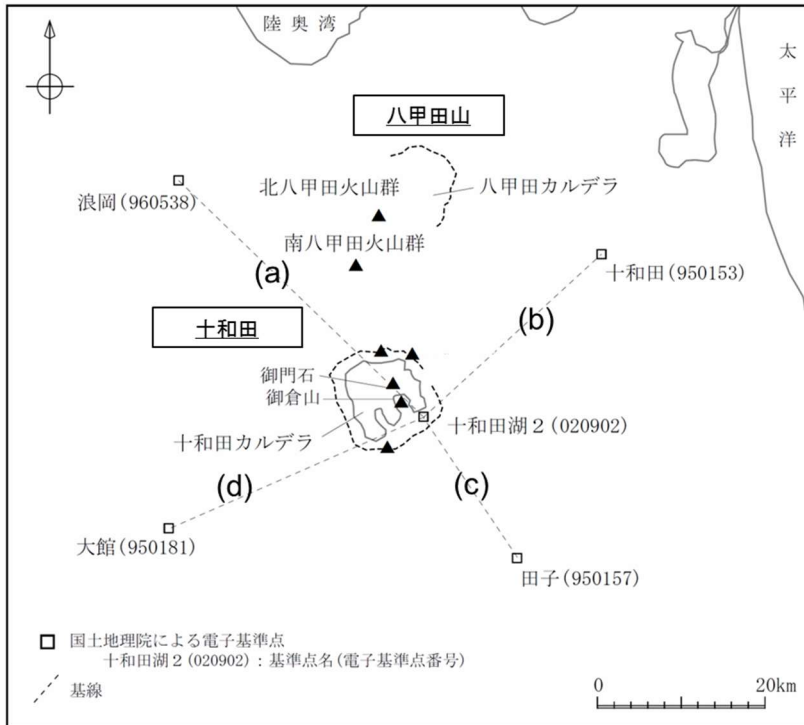 陸奥湾
太平洋
八甲田山
北八甲田火山群
八甲田カルデラ
浪岡(960538)
南八甲田火山群
十和田(950153)
(a)
(b)
十和田
御門石
御倉山
十和田湖2(020902)
十和田カルデラ
(d)
(c)
大館(950181)
田子(950157)
国土地理院による電子基準点
十和田湖2(020902):基準点名(電子基準点番号)
基線
0 20km